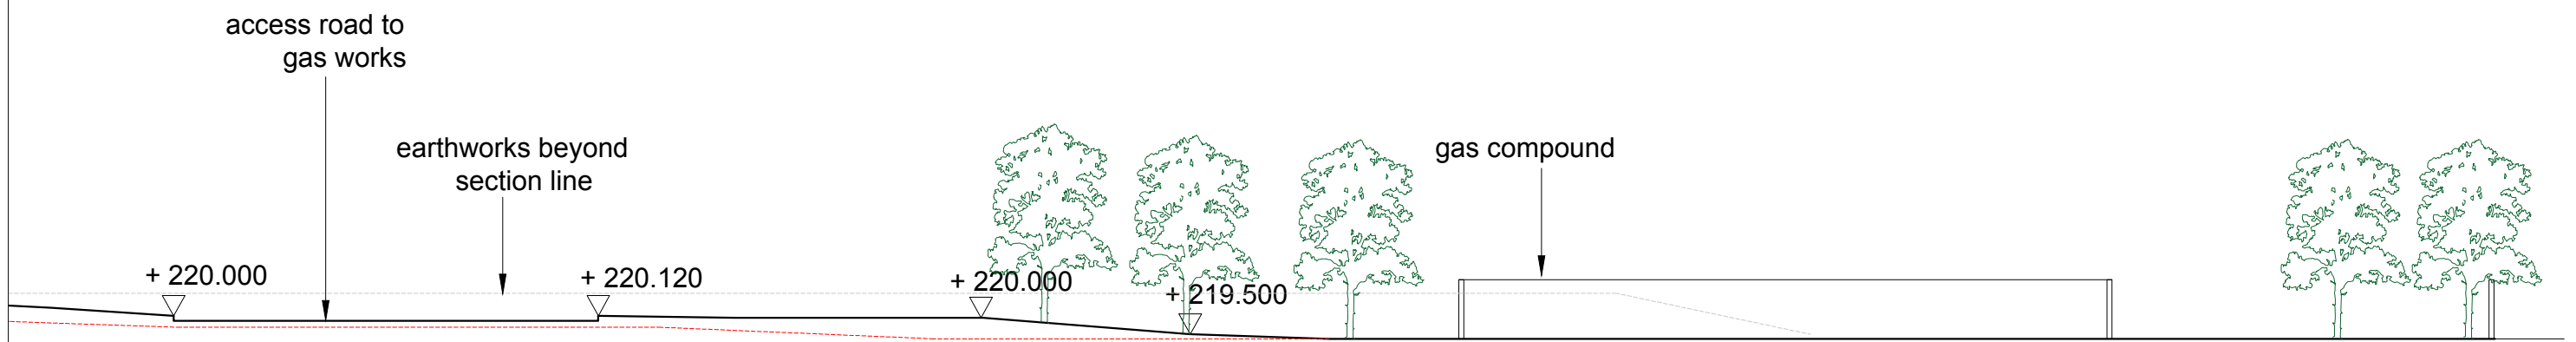 access road to
gas works
earthworks beyond
section line
gas compound
+ 220.000
+ 220.120
+ 220.000
+ 219.500